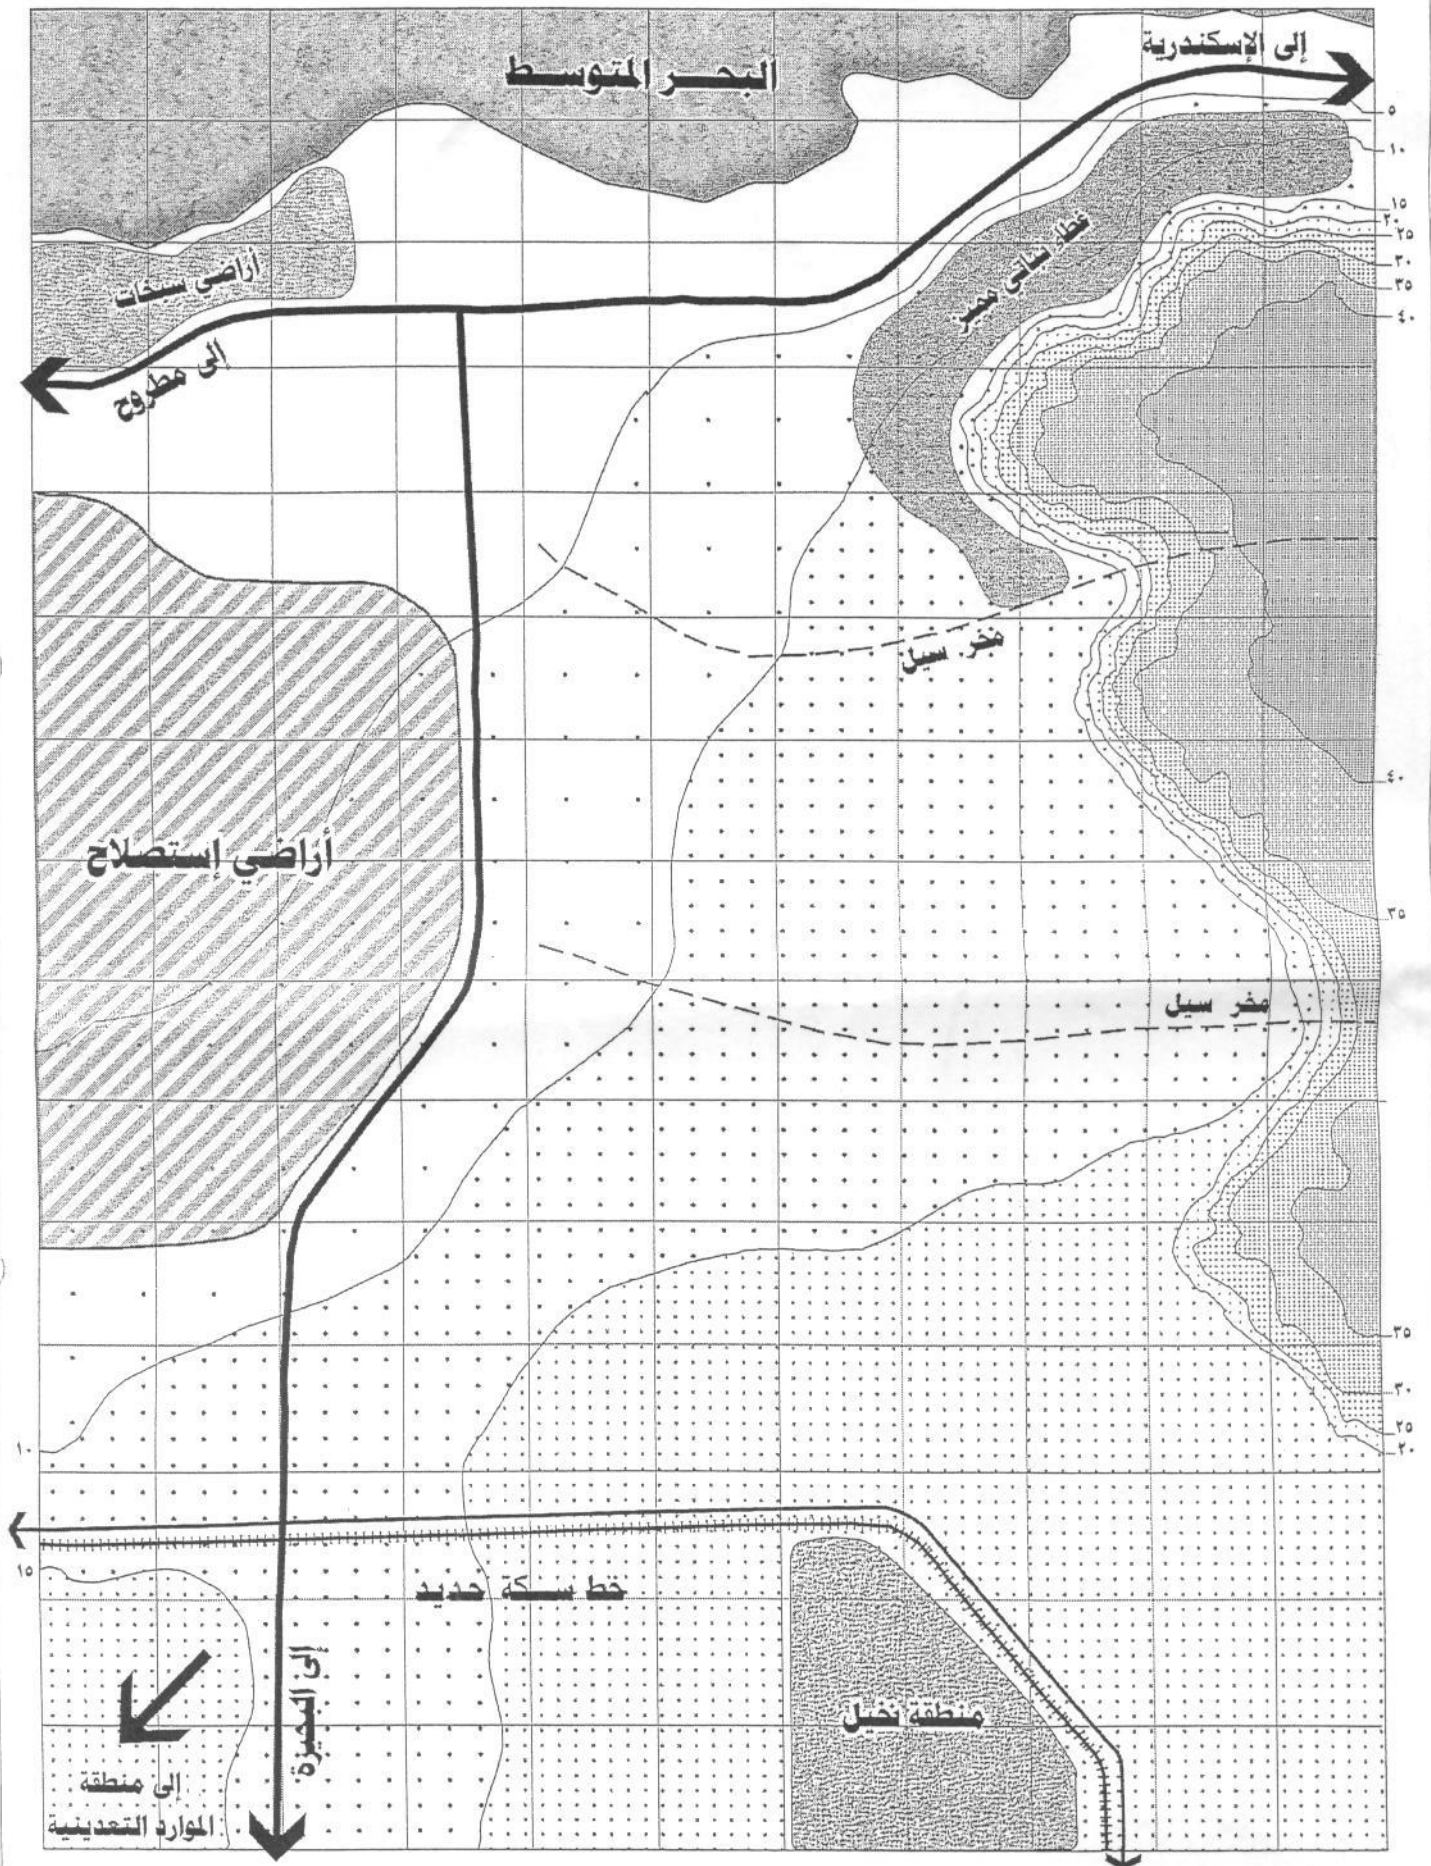 إلى الإسكندرية
البحر المتوسط
٥
١٠
١٥
٢٠
٢٥
٣٠
٣٥
٤٠
غطاء نباتي مميز
أراضي سبخات
إلى مطروح
مخر سيل
٤٠
أراضي إستصلاح
٣٥
مخر سيل
٣٥
٣٠
٢٥
٢٠
١٠
١٥
خط سكة حديد
إلى المميزة
منطقة نخيل
إلى منطقة
الموارد التعدينية